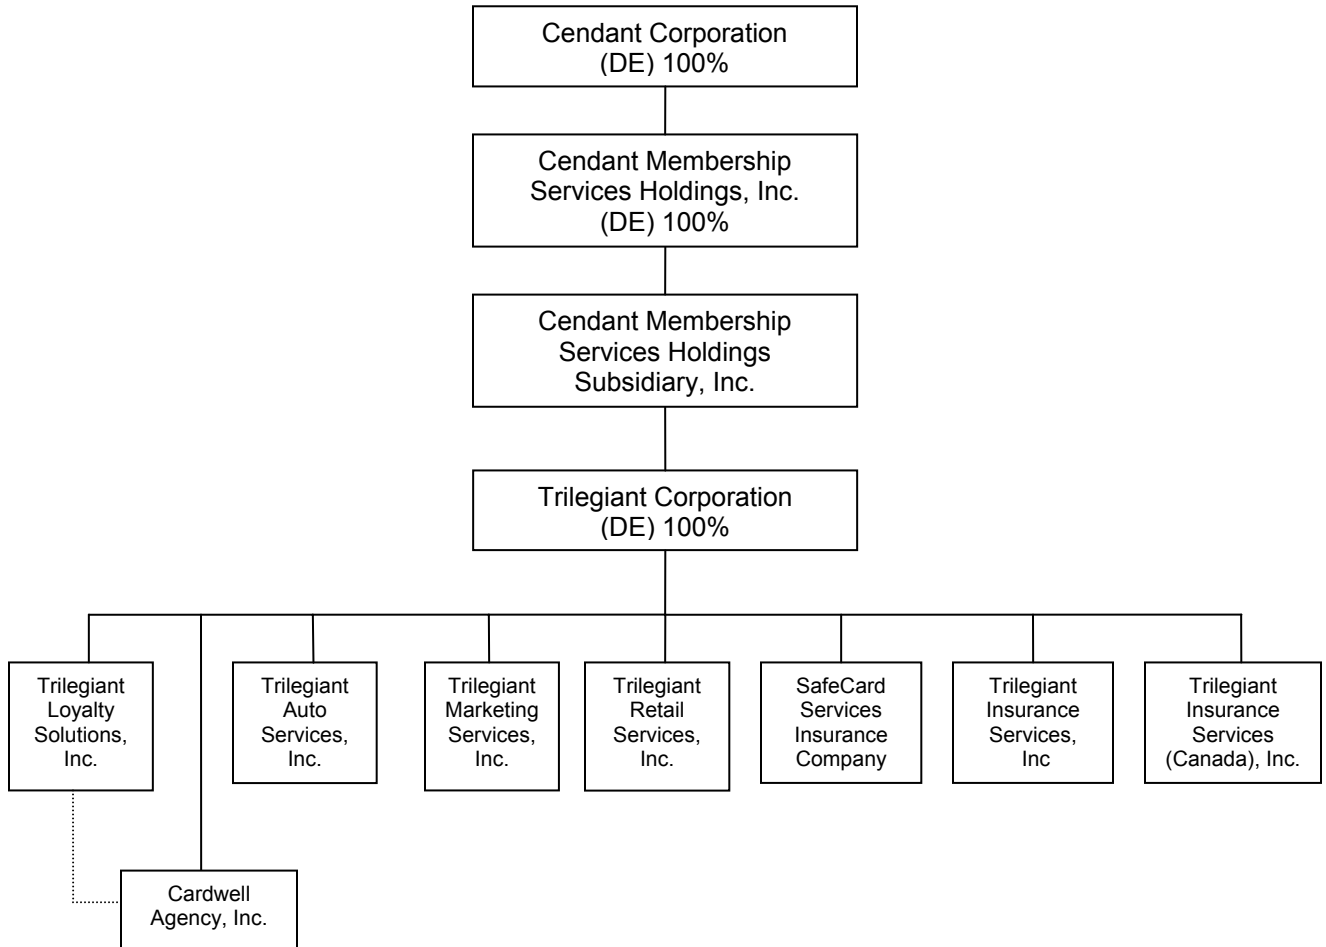 Cendant Corporation
(DE) 100%
Cendant Membership
Services Holdings, Inc.
(DE) 100%
Cendant Membership
Services Holdings
Subsidiary, Inc.
Trilegiant Corporation
(DE) 100%
Trilegiant
Loyalty
Solutions,
Inc.
Trilegiant
Auto
Services,
Inc.
Trilegiant
Marketing
Services,
Inc.
Trilegiant
Retail
Services,
Inc.
SafeCard
Services
Insurance
Company
Trilegiant
Insurance
Services,
Inc
Trilegiant
Insurance
Services
(Canada), Inc.
Cardwell
Agency, Inc.